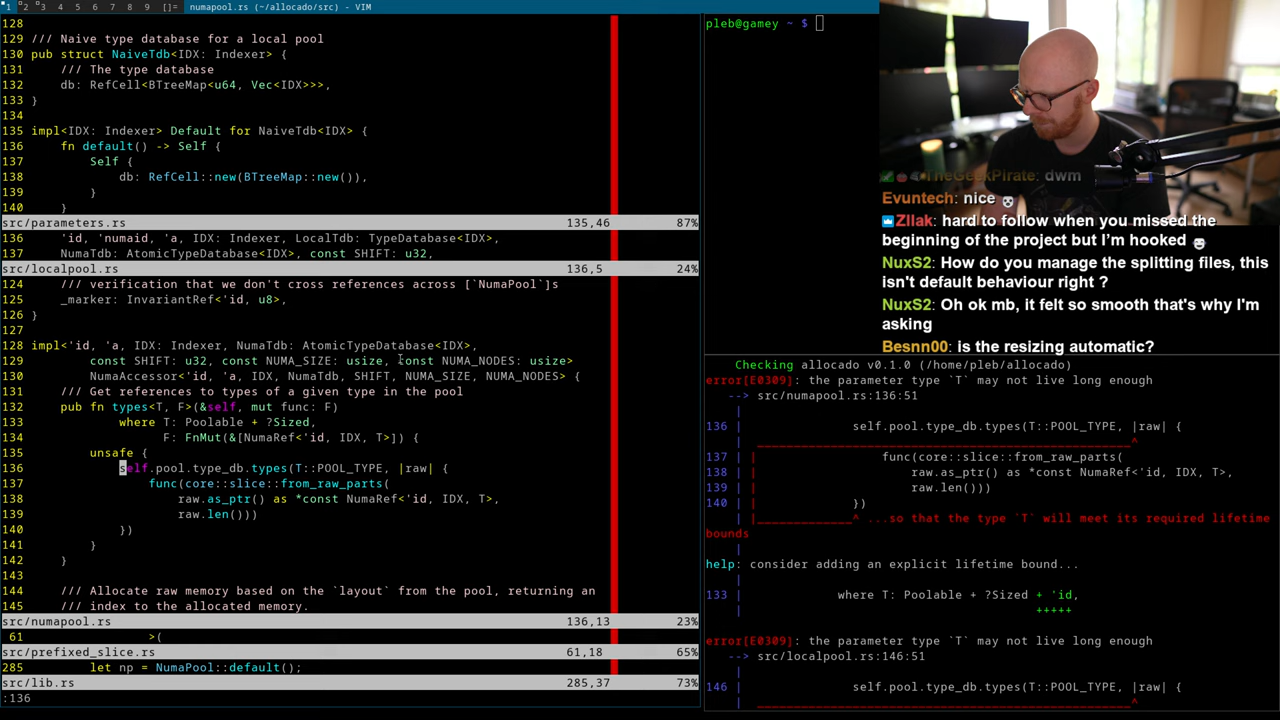 1 2 3 4 5 6 7 8 9 []= numapool.rs (~/allocado/src) - VIM
128
129 /// Naive type database for a local pool
130 pub struct NaiveTdb<IDX: Indexer> {
131 /// The type database
132 db: RefCell<BTreeMap<u64, Vec<IDX>>>,
133 }
134
135 impl<IDX: Indexer> Default for NaiveTdb<IDX> {
136 fn default() -> Self {
137 Self {
138 db: RefCell::new(BTreeMap::new()),
139 }
140 }
src/parameters.rs 135,46 87%
136 'id, 'numaid, 'a, IDX: Indexer, LocalTdb: TypeDatabase<IDX>,
137 NumaTdb: AtomicTypeDatabase<IDX>, const SHIFT: u32,
src/localpool.rs 136,5 24%
124 /// verification that we don't cross references across [`NumaPool`]s
125 _marker: InvariantRef<'id, u8>,
126 }
127
128 impl<'id, 'a, IDX: Indexer, NumaTdb: AtomicTypeDatabase<IDX>,
129 const SHIFT: u32, const NUMA_SIZE: usize, const NUMA_NODES: usize>
130 NumaAccessor<'id, 'a, IDX, NumaTdb, SHIFT, NUMA_SIZE, NUMA_NODES> {
131 /// Get references to types of a given type in the pool
132 pub fn types<T, F>(&self, mut func: F)
133 where T: Poolable + ?Sized,
134 F: FnMut(&[NumaRef<'id, IDX, T>]) {
135 unsafe {
136 self.pool.type_db.types(T::POOL_TYPE, |raw| {
137 func(core::slice::from_raw_parts(
138 raw.as_ptr() as *const NumaRef<'id, IDX, T>,
139 raw.len()))
140 })
141 }
142 }
143
144 /// Allocate raw memory based on the `layout` from the pool, returning an
145 /// index to the allocated memory.
src/numapool.rs 136,13 23%
61 >(
src/prefixed_slice.rs 61,18 65%
285 let np = NumaPool::default();
src/lib.rs 285,37 73%
:136
pleb@gamey ~ $
TheGeekPirate: dwm
Evuntech: nice
Zllak: hard to follow when you missed the
beginning of the project but I'm hooked
NuxS2: How do you manage the splitting files, this
isn't default behaviour right ?
NuxS2: Oh ok mb, it felt so smooth that's why I'm
asking
Besnn00: is the resizing automatic?
Checking allocado v0.1.0 (/home/pleb/allocado)
error[E0309]: the parameter type `T` may not live long enough
--> src/numapool.rs:136:51
|
136 | self.pool.type_db.types(T::POOL_TYPE, |raw| {
| ___________________________________________________^
137 | | func(core::slice::from_raw_parts(
138 | | raw.as_ptr() as *const NumaRef<'id, IDX, T>,
139 | | raw.len()))
140 | | })
| |_____________^ ...so that the type `T` will meet its required lifetime
bounds
|
help: consider adding an explicit lifetime bound...
|
133 | where T: Poolable + ?Sized + 'id,
| +++++
error[E0309]: the parameter type `T` may not live long enough
--> src/localpool.rs:146:51
|
146 | self.pool.type_db.types(T::POOL_TYPE, |raw| {
| ___________________________________________________^